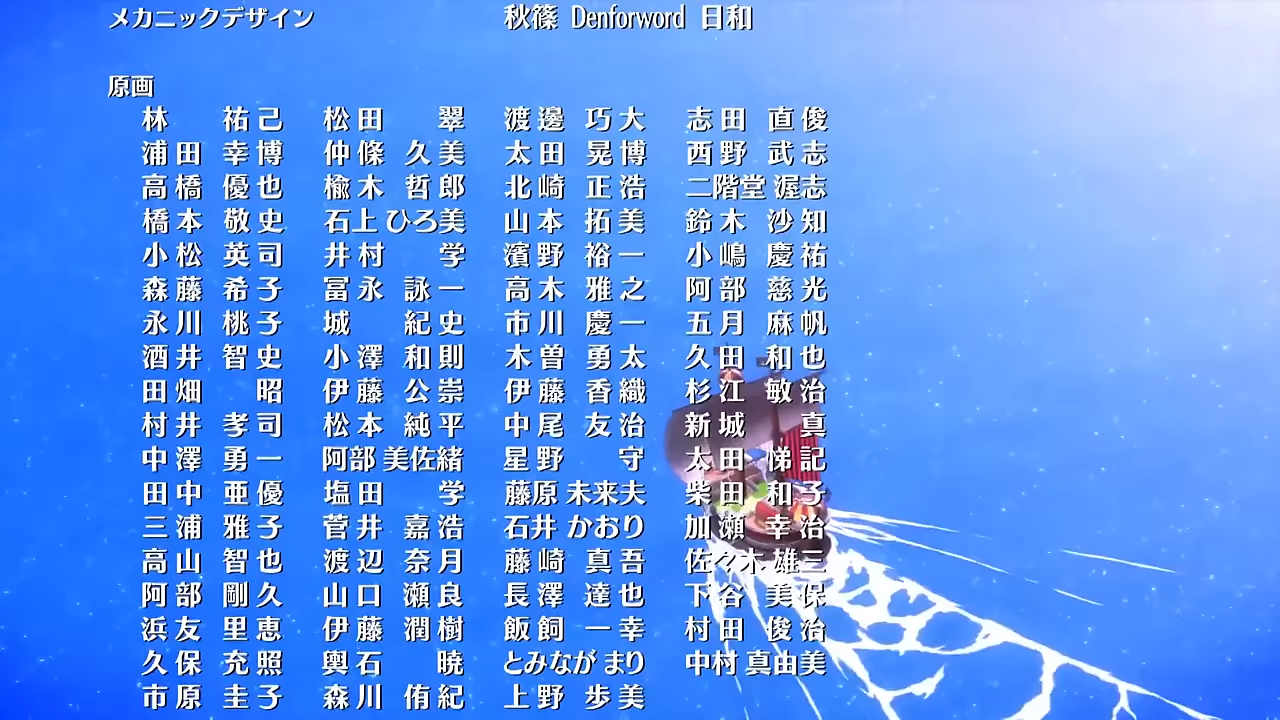 メカニックデザイン 秋篠 Denforword 日和
原画
林 祐己 松田 翠 渡邊 巧大 志田 直俊
浦田 幸博 仲條 久美 太田 晃博 西野 武志
高橋 優也 楡木 哲郎 北崎 正浩 二階堂 渥志
橋本 敬史 石上 ひろ美 山本 拓美 鈴木 沙知
小松 英司 井村 学 濱野 裕一 小嶋 慶祐
森藤 希子 冨永 詠一 高木 雅之 阿部 慈光
永川 桃子 城 紀史 市川 慶一 五月 麻帆
酒井 智史 小澤 和則 木曽 勇太 久田 和也
田畑 昭 伊藤 公崇 伊藤 香織 杉江 敏治
村井 孝司 松本 純平 中尾 友治 新城 真
中澤 勇一 阿部 美佐緒 星野 守 太田 悌記
田中 亜優 塩田 学 藤原 未来夫 柴田 和子
三浦 雅子 菅井 嘉浩 石井 かおり 加瀬 幸治
高山 智也 渡辺 奈月 藤崎 真吾 佐々木 雄三
阿部 剛久 山口 瀬良 長澤 達也 下谷 美保
浜友 里恵 伊藤 潤樹 飯飼 一幸 村田 俊治
久保 充照 輿石 暁 とみなが まり 中村 真由美
市原 圭子 森川 侑紀 上野 歩美